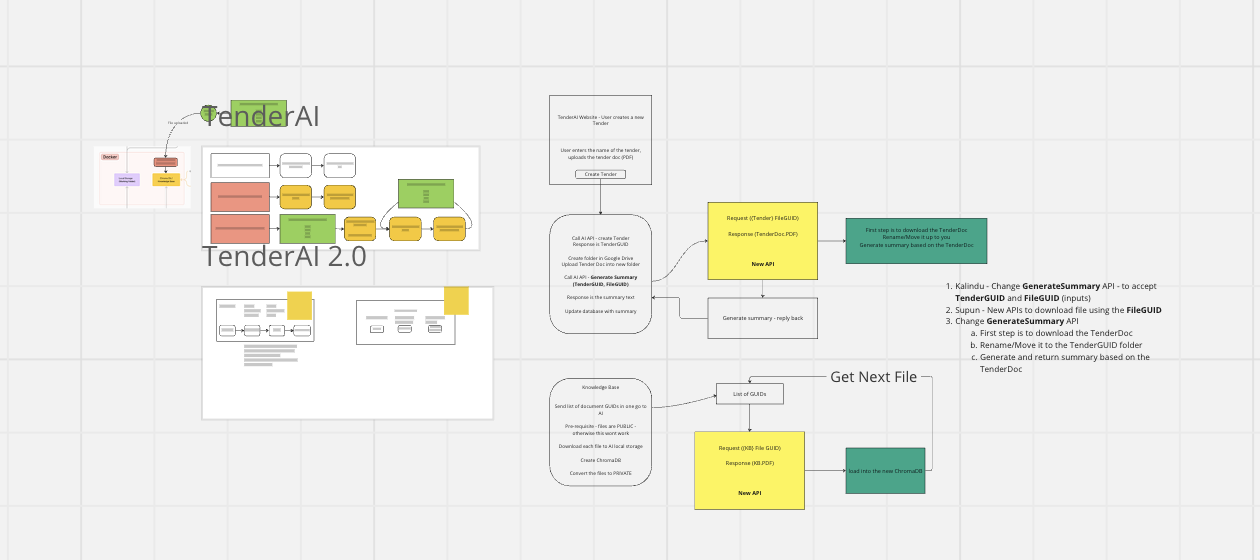 TenderAI
File uploaded
Docker
TenderAI 2.0
TenderAI Website - User creates a new
Tender
User enters the name of the tender,
uploads the tender doc (PDF)
Create Tender
Call AI API - create Tender
Response is TenderGUID
Create folder in Google Drive
Upload Tender Doc into new folder
Call AI API - Generate Summary
(TenderGUID, FileGUID)
Response is the summary text
Update database with summary
Request ((Tender) FileGUID)
Response (TenderDoc.PDF)
New API
First step is to download the TenderDoc
Rename/Move it up to you
Generate summary based on the TenderDoc
Generate summary - reply back
1. Kalindu - Change GenerateSummary API - to accept
TenderGUID and FileGUID (inputs)
2. Supun - New APIs to download file using the FileGUID
3. Change GenerateSummary API
a. First step is to download the TenderDoc
b. Rename/Move it to the TenderGUID folder
c. Generate and return summary based on the
TenderDoc
Knowledge Base
Send list of document GUIDs in one go to
AI
Pre-requisite - files are PUBLIC -
otherwise this wont work
Download each file to AI local storage
Create ChromaDB
Convert the files to PRIVATE
Get Next File
List of GUIDs
Request ((KB) File GUID)
Response (KB.PDF)
New API
load into the new ChromaDB